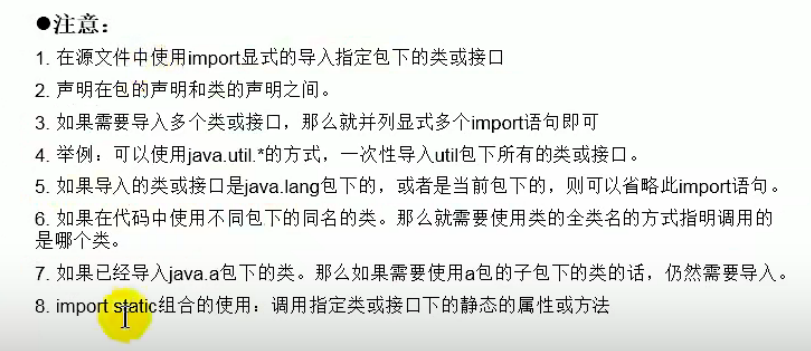 ●注意：
1. 在源文件中使用import显式的导入指定包下的类或接口
2. 声明在包的声明和类的声明之间。
3. 如果需要导入多个类或接口，那么就并列显式多个import语句即可
4. 举例：可以使用java.util.*的方式，一次性导入util包下所有的类或接口。
5. 如果导入的类或接口是java.lang包下的，或者是当前包下的，则可以省略此import语句。
6. 如果在代码中使用不同包下的同名的类。那么就需要使用类的全类名的方式指明调用的
是哪个类。
7. 如果已经导入java.a包下的类。那么如果需要使用a包的子包下的类的话，仍然需要导入。
8. import static组合的使用：调用指定类或接口下的静态的属性或方法